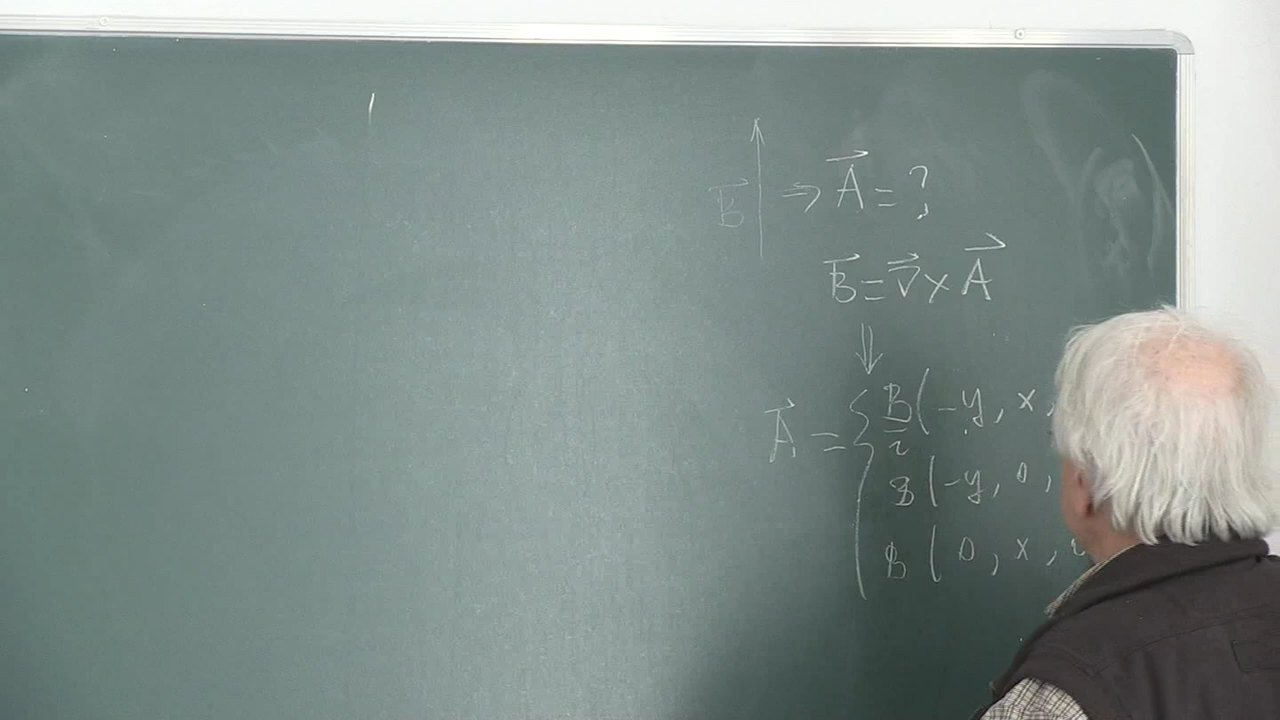 B⃗ ⇒ A⃗ = ?
B⃗ = ∇⃗ × A⃗
⇓
A⃗ = { B/2 (-y, x,
B (-y, 0,
B (0, x,